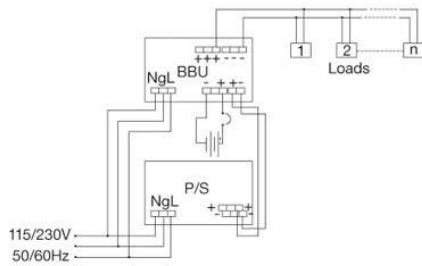 +++ ---
BBU
NgL
- + +-
1
2
n
Loads
P/S
NgL
+ +
- -
115/230V
50/60Hz